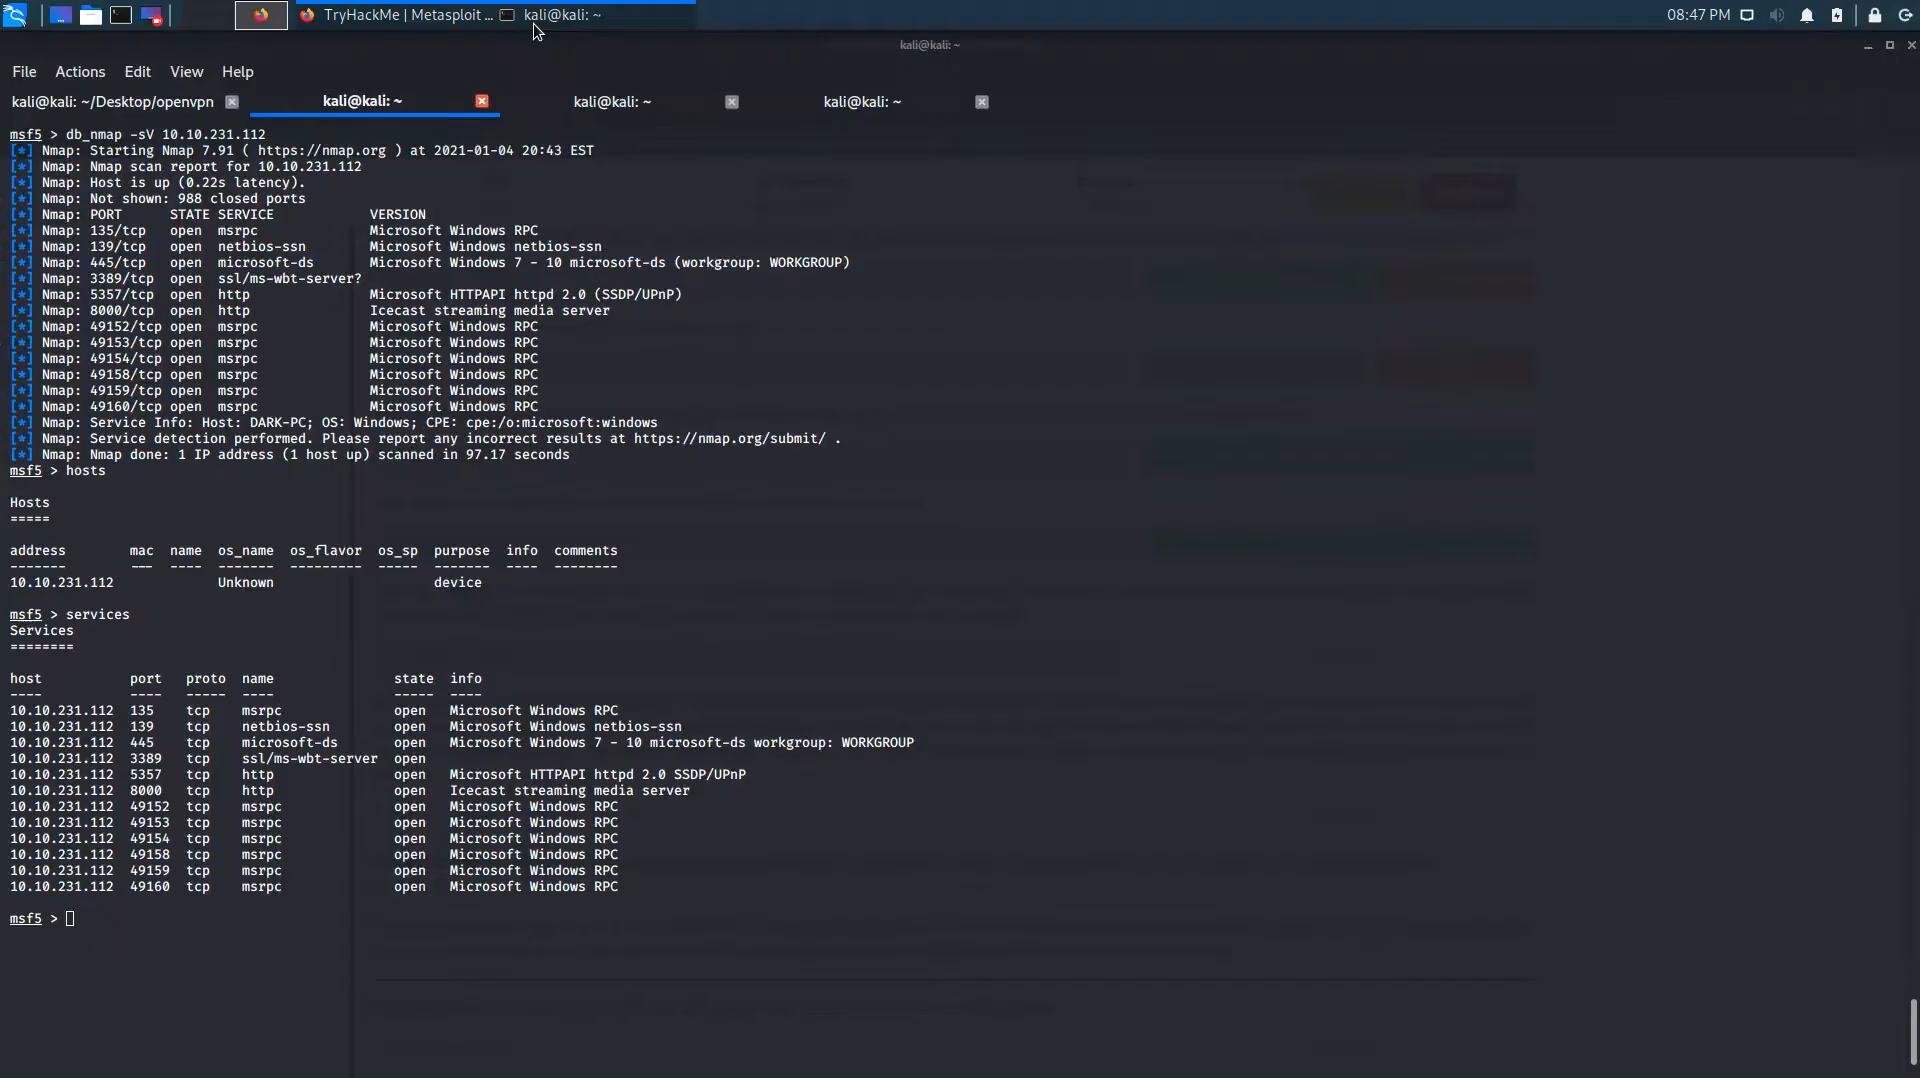 TryHackMe | Metasploit ...
kali@kali: ~
08:47 PM
kali@kali: ~
File Actions Edit View Help
kali@kali: ~/Desktop/openvpn
kali@kali: ~
kali@kali: ~
kali@kali: ~
msf5 > db_nmap -sV 10.10.231.112
[*] Nmap: Starting Nmap 7.91 ( https://nmap.org ) at 2021-01-04 20:43 EST
[*] Nmap: Nmap scan report for 10.10.231.112
[*] Nmap: Host is up (0.22s latency).
[*] Nmap: Not shown: 988 closed ports
[*] Nmap: PORT      STATE SERVICE            VERSION
[*] Nmap: 135/tcp   open  msrpc              Microsoft Windows RPC
[*] Nmap: 139/tcp   open  netbios-ssn        Microsoft Windows netbios-ssn
[*] Nmap: 445/tcp   open  microsoft-ds       Microsoft Windows 7 - 10 microsoft-ds (workgroup: WORKGROUP)
[*] Nmap: 3389/tcp  open  ssl/ms-wbt-server?
[*] Nmap: 5357/tcp  open  http               Microsoft HTTPAPI httpd 2.0 (SSDP/UPnP)
[*] Nmap: 8000/tcp  open  http               Icecast streaming media server
[*] Nmap: 49152/tcp open  msrpc              Microsoft Windows RPC
[*] Nmap: 49153/tcp open  msrpc              Microsoft Windows RPC
[*] Nmap: 49154/tcp open  msrpc              Microsoft Windows RPC
[*] Nmap: 49158/tcp open  msrpc              Microsoft Windows RPC
[*] Nmap: 49159/tcp open  msrpc              Microsoft Windows RPC
[*] Nmap: 49160/tcp open  msrpc              Microsoft Windows RPC
[*] Nmap: Service Info: Host: DARK-PC; OS: Windows; CPE: cpe:/o:microsoft:windows
[*] Nmap: Service detection performed. Please report any incorrect results at https://nmap.org/submit/ .
[*] Nmap: Nmap done: 1 IP address (1 host up) scanned in 97.17 seconds
msf5 > hosts
Hosts
=====
address        mac  name  os_name  os_flavor  os_sp  purpose  info  comments
-------        ---  ----  -------  ---------  -----  -------  ----  --------
10.10.231.112             Unknown                    device
msf5 > services
Services
========
host           port   proto  name               state  info
----           ----   -----  ----               -----  ----
10.10.231.112  135    tcp    msrpc              open   Microsoft Windows RPC
10.10.231.112  139    tcp    netbios-ssn        open   Microsoft Windows netbios-ssn
10.10.231.112  445    tcp    microsoft-ds       open   Microsoft Windows 7 - 10 microsoft-ds workgroup: WORKGROUP
10.10.231.112  3389   tcp    ssl/ms-wbt-server  open
10.10.231.112  5357   tcp    http               open   Microsoft HTTPAPI httpd 2.0 SSDP/UPnP
10.10.231.112  8000   tcp    http               open   Icecast streaming media server
10.10.231.112  49152  tcp    msrpc              open   Microsoft Windows RPC
10.10.231.112  49153  tcp    msrpc              open   Microsoft Windows RPC
10.10.231.112  49154  tcp    msrpc              open   Microsoft Windows RPC
10.10.231.112  49158  tcp    msrpc              open   Microsoft Windows RPC
10.10.231.112  49159  tcp    msrpc              open   Microsoft Windows RPC
10.10.231.112  49160  tcp    msrpc              open   Microsoft Windows RPC
msf5 >